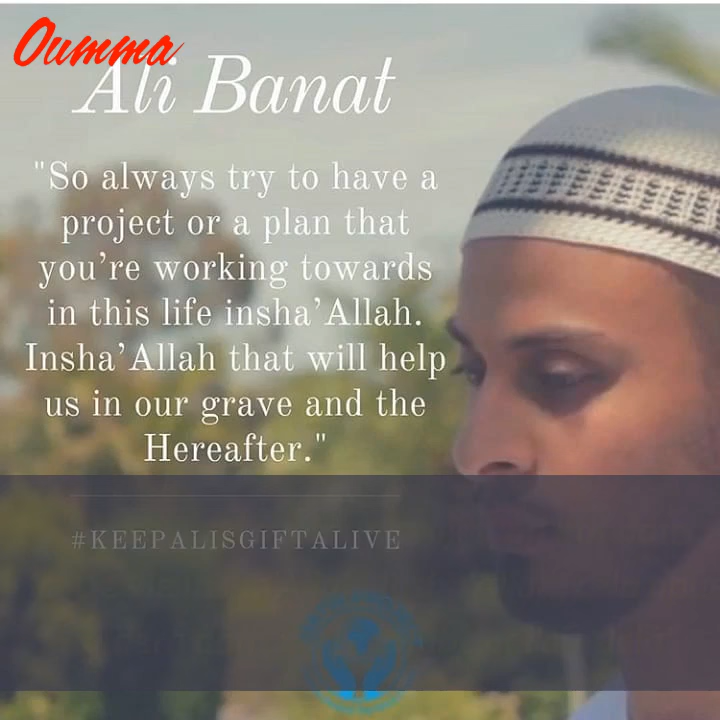 Oumma
Ali Banat
"So always try to have a
project or a plan that
you're working towards
in this life insha'Allah.
Insha'Allah that will help
us in our grave and the
Hereafter."
#KEEPALISGIFTALIVE